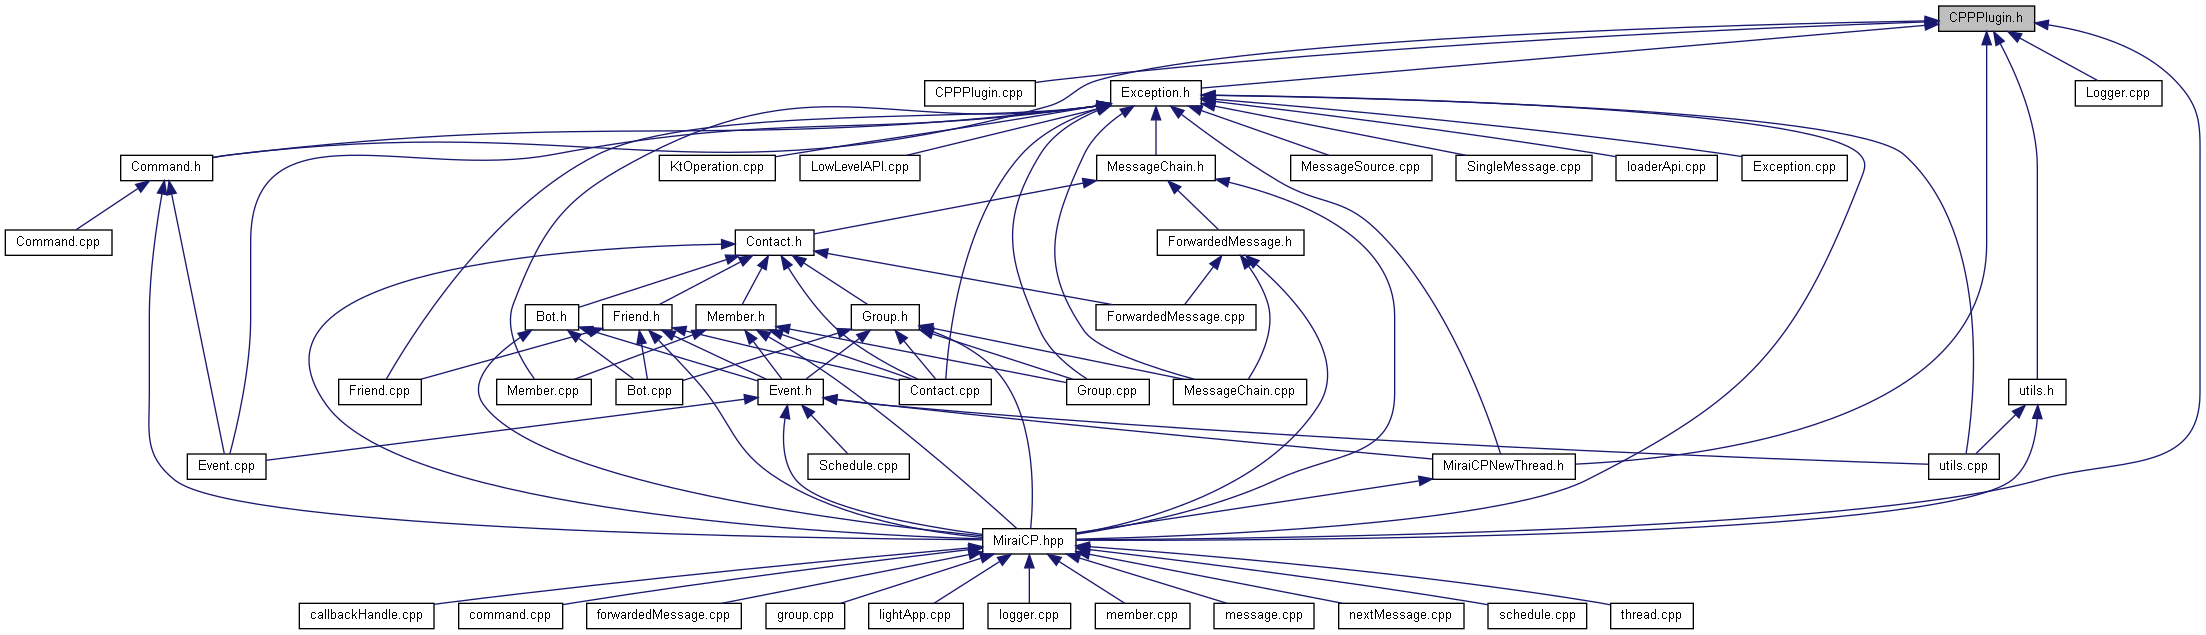 CPPPlugin.h
CPPPlugin.cpp
Exception.h
Logger.cpp
Command.h
KtOperation.cpp
LowLevelAPI.cpp
MessageChain.h
MessageSource.cpp
SingleMessage.cpp
loaderApi.cpp
Exception.cpp
Command.cpp
Contact.h
ForwardedMessage.h
Bot.h
Friend.h
Member.h
Group.h
ForwardedMessage.cpp
Friend.cpp
Member.cpp
Bot.cpp
Event.h
Contact.cpp
Group.cpp
MessageChain.cpp
utils.h
Event.cpp
Schedule.cpp
MiraiCPNewThread.h
utils.cpp
MiraiCP.hpp
callbackHandle.cpp
command.cpp
forwardedMessage.cpp
group.cpp
lightApp.cpp
logger.cpp
member.cpp
message.cpp
nextMessage.cpp
schedule.cpp
thread.cpp